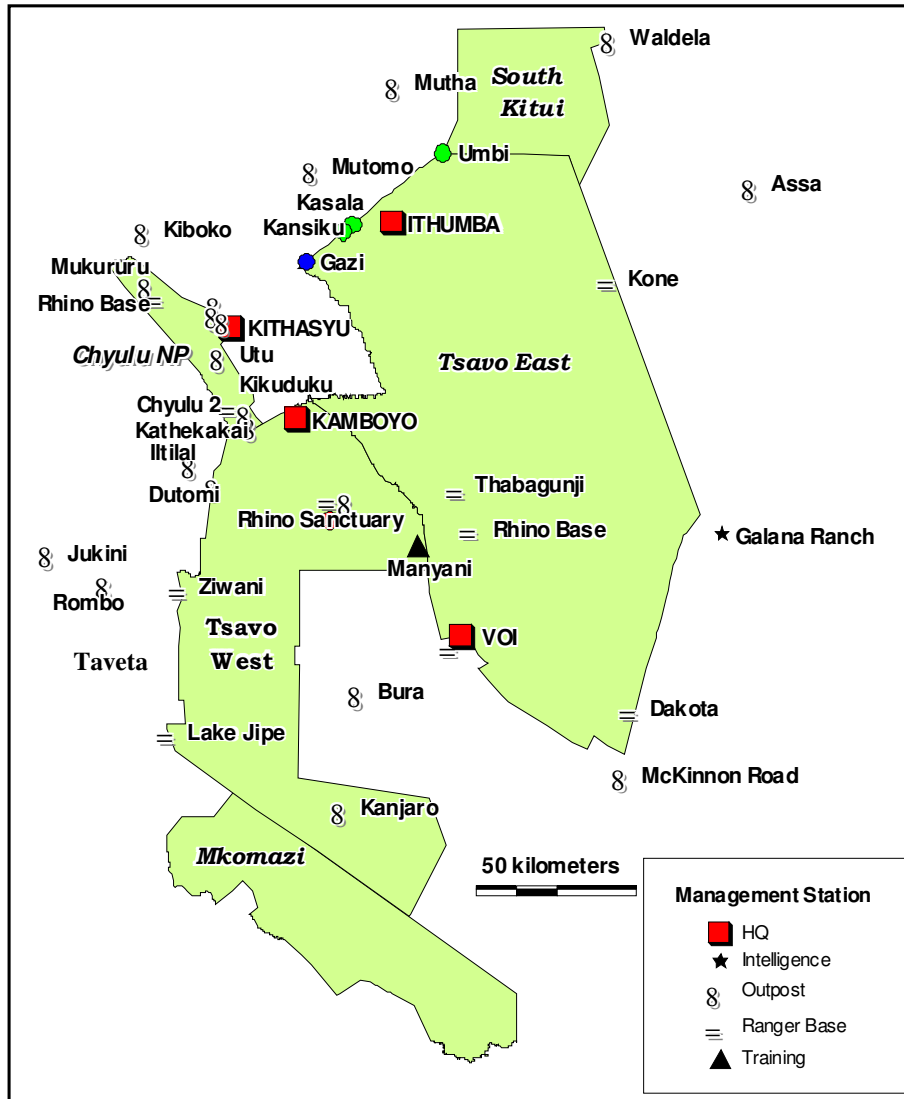 Waldela
South
Kitui
Mutha
Umbi
Mutomo
Assa
Kasala
Kansiku
ITHUMBA
Kiboko
Gazi
Mukururu
Kone
Rhino Base
KITHASYU
Chyulu NP
Utu
Tsavo East
Kikuduku
Chyulu 2
KAMBOYO
Kathekakai
Iltilal
Dutomi
Thabagunji
Rhino Sanctuary
Rhino Base
Galana Ranch
Jukini
Manyani
Rombo
Ziwani
Tsavo
West
VOI
Taveta
Bura
Dakota
Lake Jipe
McKinnon Road
Kanjaro
Mkomazi
50 kilometers
Management Station
HQ
Intelligence
Outpost
Ranger Base
Training